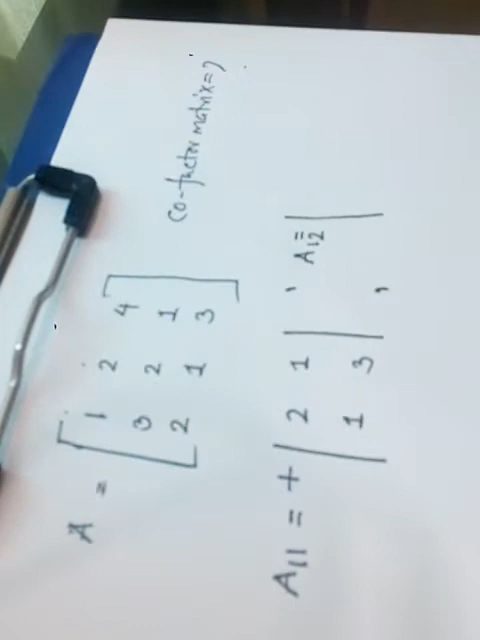 A = [ 1 2 4
3 2 1
2 1 3 ]
co-factor matrix = ?
A11 = + | 2 1 | , A12 =
| 1 3 | ,